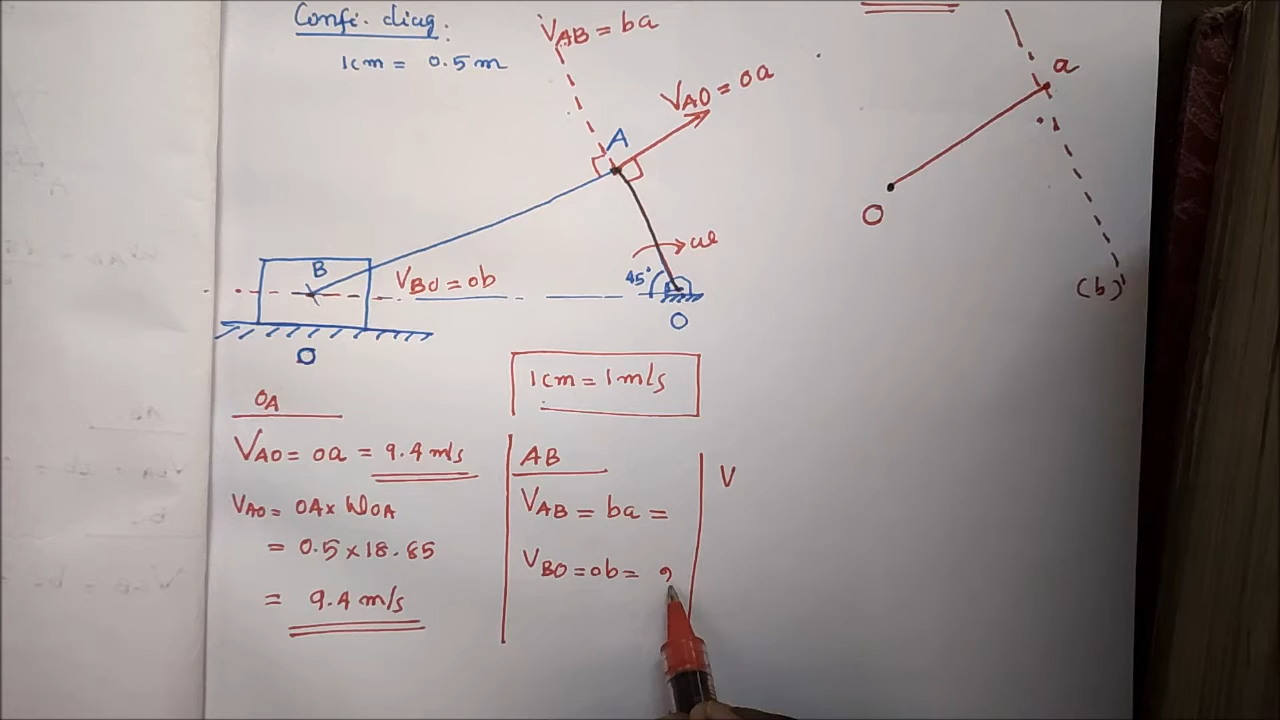 Confi. diag.
1cm = 0.5m
VAB = ba
VAO = oa
A
B
VBO = ob
45°
ω
O
O
a
O
(b)
1cm = 1m/s
OA
VAO = oa = 9.4 m/s
VAO = OA x ωOA
= 0.5 x 18.85
= 9.4 m/s
AB
VAB = ba =
VBO = ob =
V